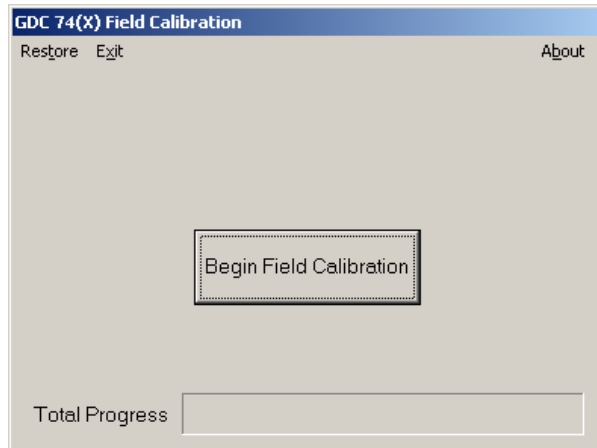 GDC 74(X) Field Calibration
Restore Exit About
Begin Field Calibration
Total Progress